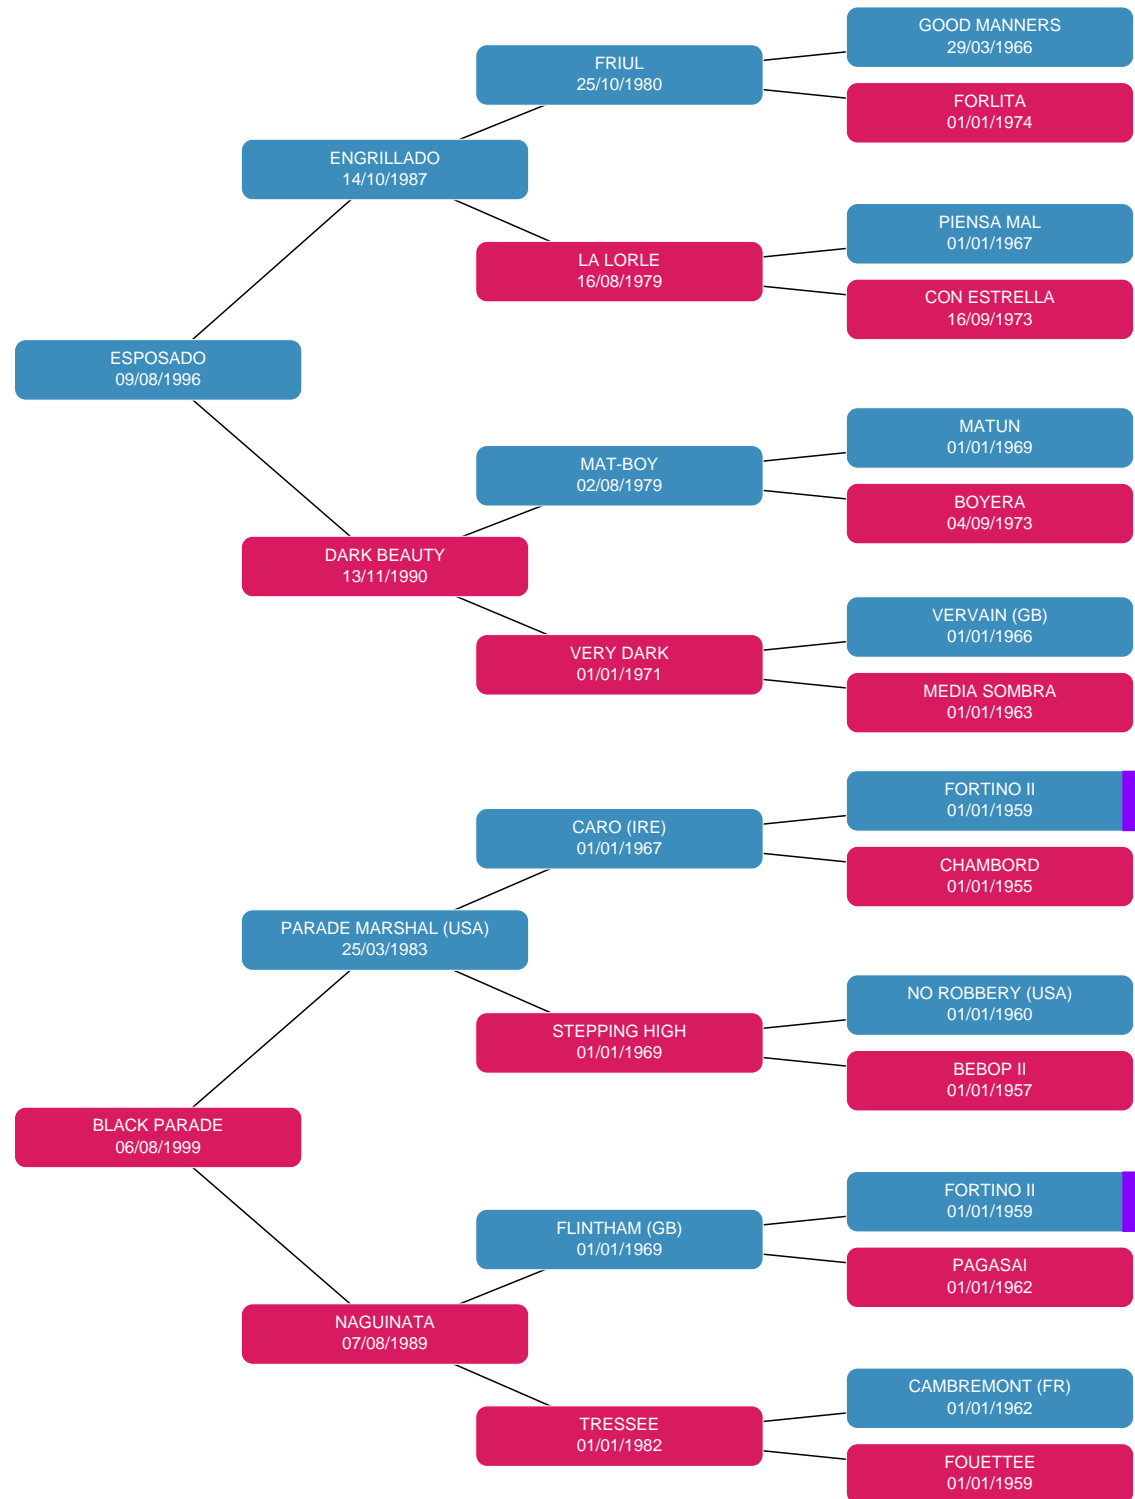 GOOD MANNERS
29/03/1966
FRIUL
25/10/1980
FORLITA
01/01/1974
ENGRILLADO
14/10/1987
PIENSA MAL
01/01/1967
LA LORLE
16/08/1979
CON ESTRELLA
16/09/1973
ESPOSADO
09/08/1996
MATUN
01/01/1969
MAT-BOY
02/08/1979
BOYERA
04/09/1973
DARK BEAUTY
13/11/1990
VERVAIN (GB)
01/01/1966
VERY DARK
01/01/1971
MEDIA SOMBRA
01/01/1963
FORTINO II
01/01/1959
CARO (IRE)
01/01/1967
CHAMBORD
01/01/1955
PARADE MARSHAL (USA)
25/03/1983
NO ROBBERY (USA)
01/01/1960
STEPPING HIGH
01/01/1969
BEBOP II
01/01/1957
BLACK PARADE
06/08/1999
FORTINO II
01/01/1959
FLINTHAM (GB)
01/01/1969
PAGASAI
01/01/1962
NAGUINATA
07/08/1989
CAMBREMONT (FR)
01/01/1962
TRESSEE
01/01/1982
FOUETTEE
01/01/1959